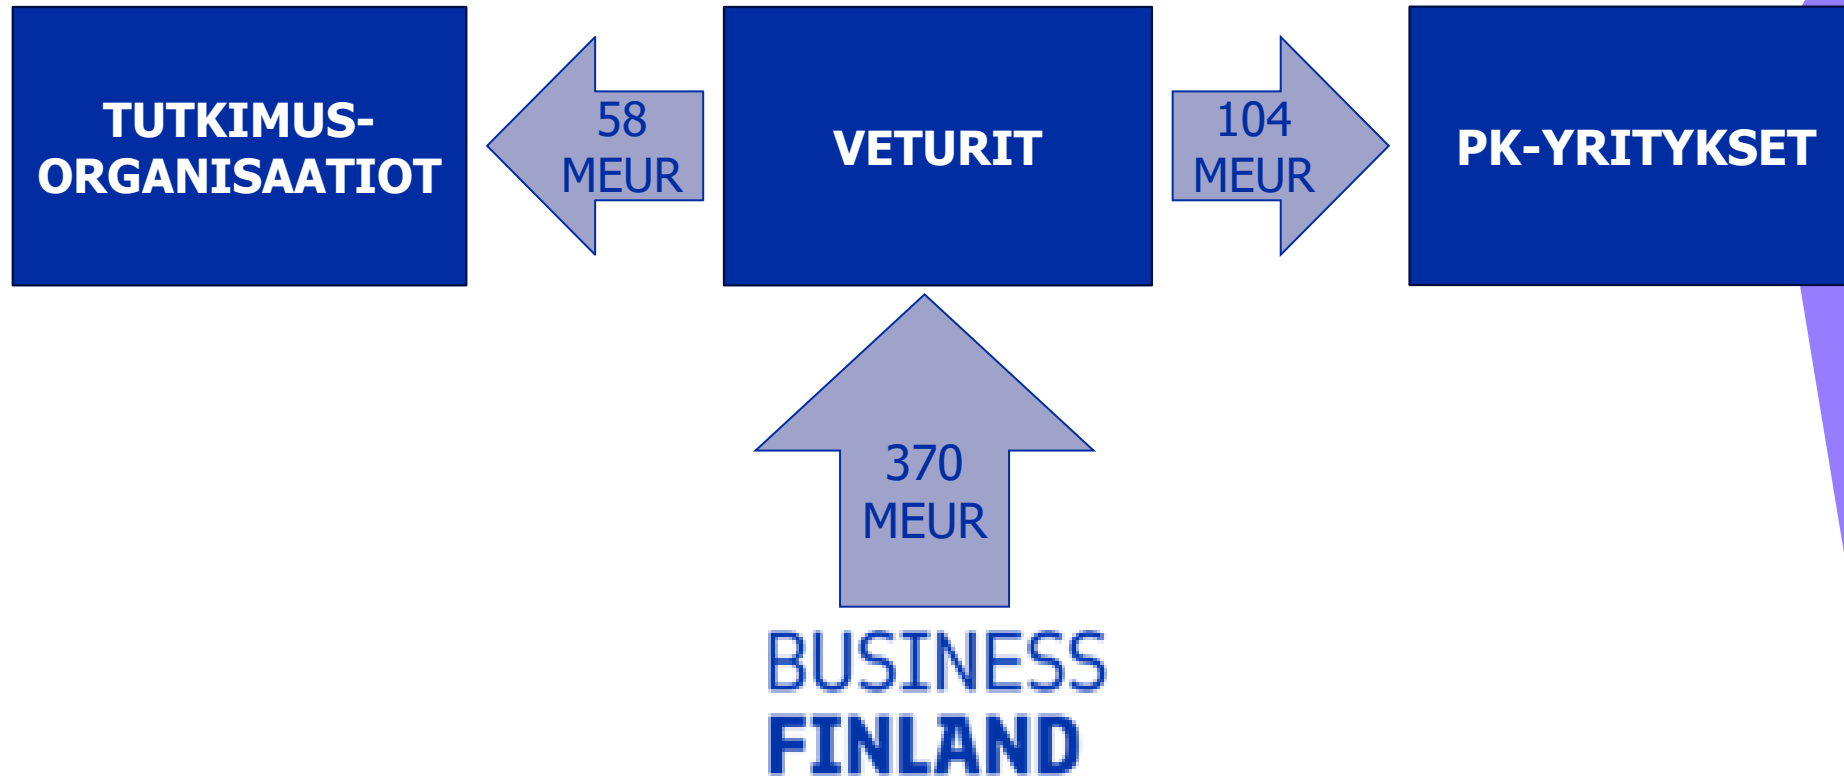 TUTKIMUS-
ORGANISAATIOT
58
MEUR
VETURIT
104
MEUR
PK-YRITYKSET
370
MEUR
BUSINESS
FINLAND